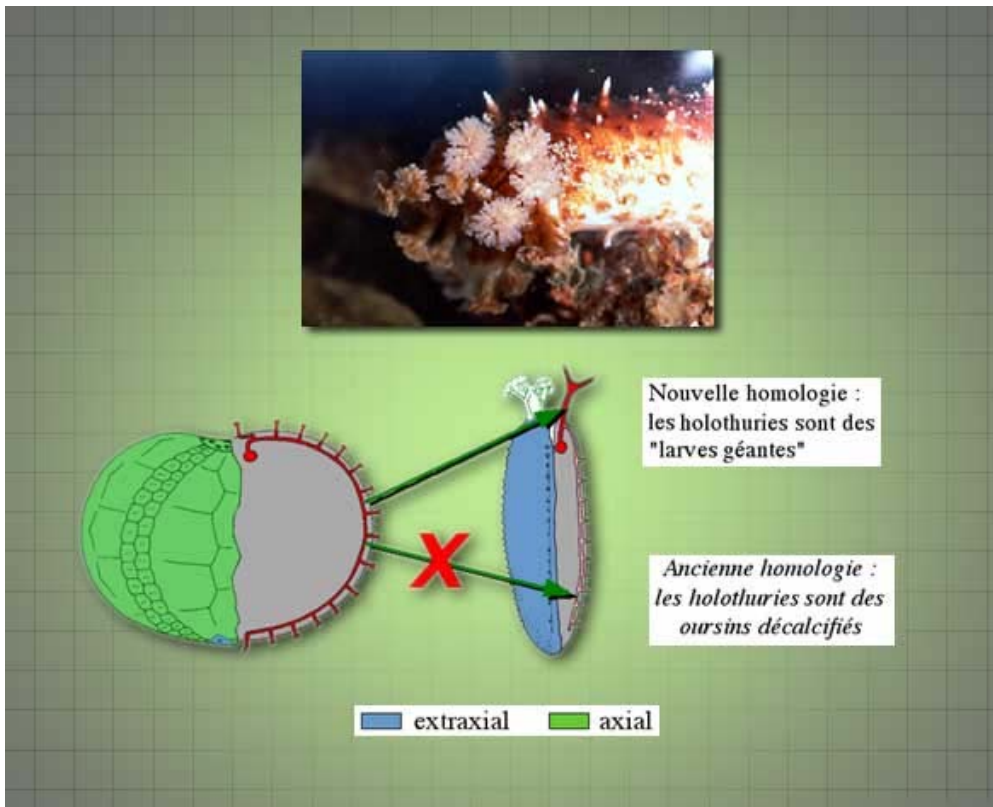 Nouvelle homologie :
les holothuries sont des
"larves géantes"
Ancienne homologie :
les holothuries sont des
oursins décalcifiés
extraxial
axial